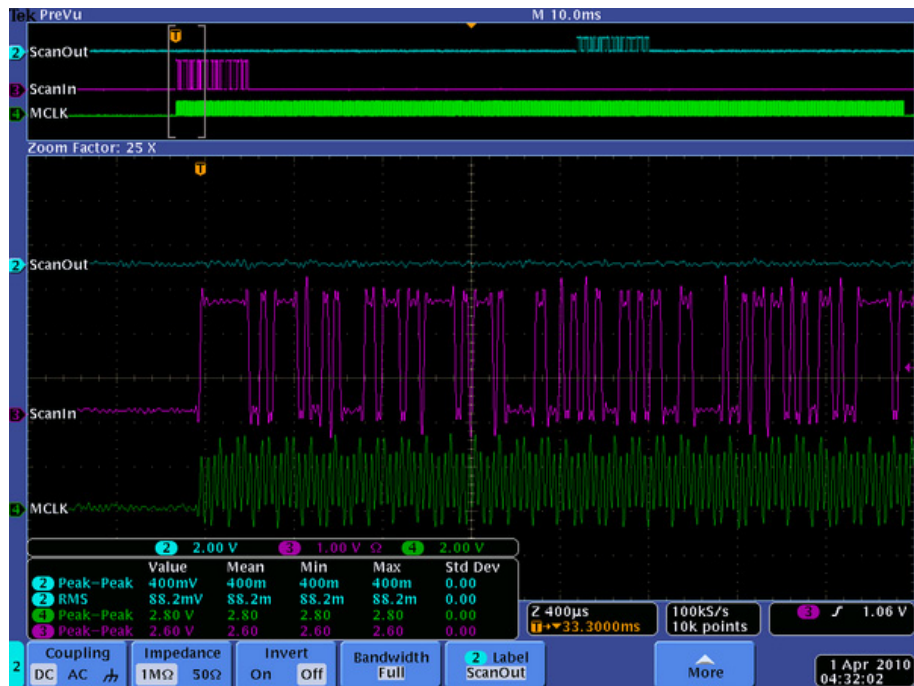 Tek PreVu M 10.0ms
T
2 ScanOut
3 ScanIn
4 MCLK
Zoom Factor: 25 X
T
2 ScanOut
3 ScanIn
4 MCLK
2 2.00 V 3 1.00 V Ω 4 2.00 V
Value Mean Min Max Std Dev
2 Peak-Peak 400mV 400m 400m 400m 0.00
2 RMS 88.2mV 88.2m 88.2m 88.2m 0.00
4 Peak-Peak 2.80 V 2.80 2.80 2.80 0.00
3 Peak-Peak 2.60 V 2.60 2.60 2.60 0.00
Z 400µs 100kS/s 3 1.06 V
T→▼33.3000ms 10k points
2
Coupling Impedance Invert Bandwidth 2 Label
DC AC 1MΩ 50Ω On Off Full ScanOut More
1 Apr 2010
04:32:02